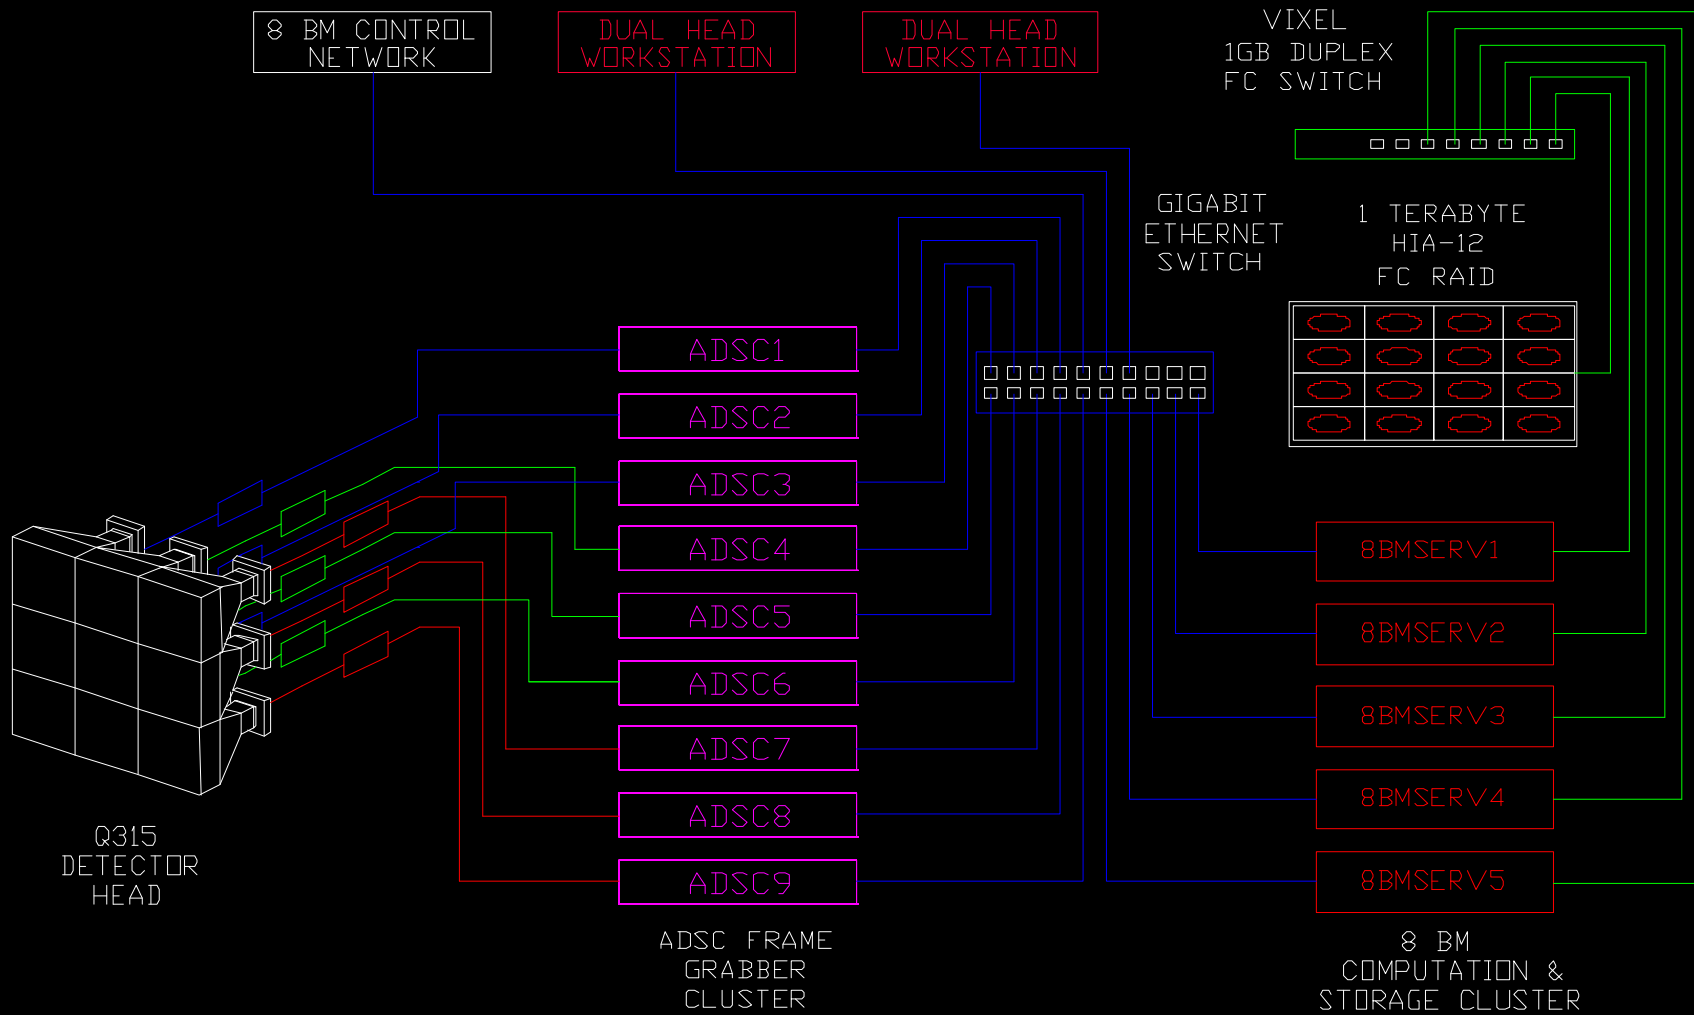 8 BM CONTROL
NETWORK
DUAL HEAD
WORKSTATION
DUAL HEAD
WORKSTATION
VIXEL
1GB DUPLEX
FC SWITCH
GIGABIT
ETHERNET
SWITCH
1 TERABYTE
HIA-12
FC RAID
ADSC1
ADSC2
ADSC3
ADSC4
ADSC5
ADSC6
ADSC7
ADSC8
ADSC9
8BMSERV1
8BMSERV2
8BMSERV3
8BMSERV4
8BMSERV5
Q315
DETECTOR
HEAD
ADSC FRAME
GRABBER
CLUSTER
8 BM
COMPUTATION &
STORAGE CLUSTER